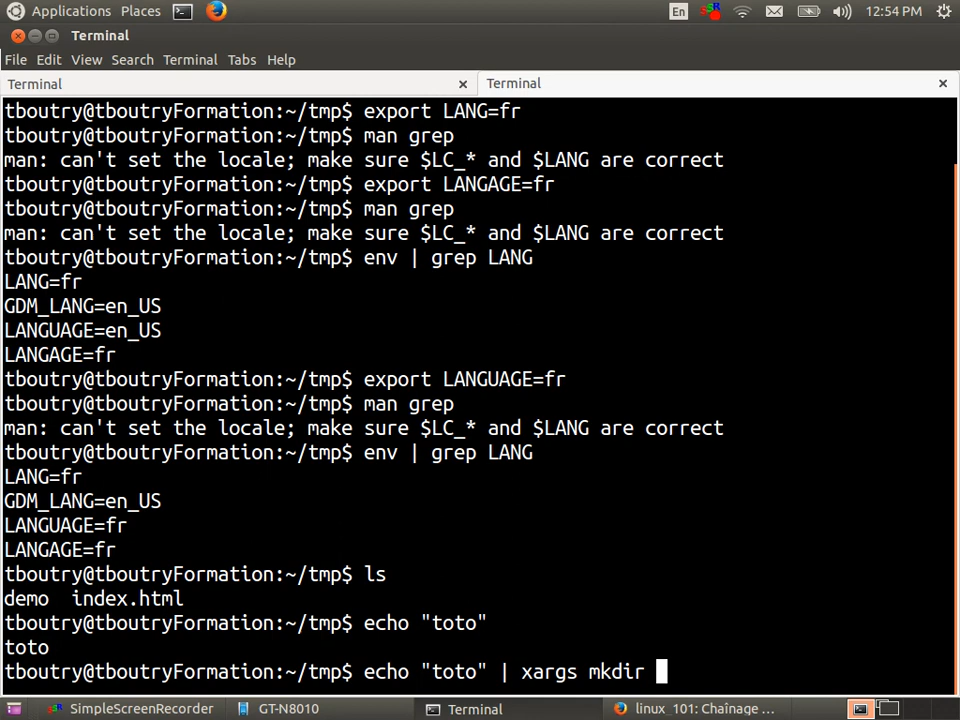 Applications Places En 12:54 PM
Terminal
File Edit View Search Terminal Tabs Help
Terminal × Terminal ×
tboutry@tboutryFormation:~/tmp$ export LANG=fr
tboutry@tboutryFormation:~/tmp$ man grep
man: can't set the locale; make sure $LC_* and $LANG are correct
tboutry@tboutryFormation:~/tmp$ export LANGAGE=fr
tboutry@tboutryFormation:~/tmp$ man grep
man: can't set the locale; make sure $LC_* and $LANG are correct
tboutry@tboutryFormation:~/tmp$ env | grep LANG
LANG=fr
GDM_LANG=en_US
LANGUAGE=en_US
LANGAGE=fr
tboutry@tboutryFormation:~/tmp$ export LANGUAGE=fr
tboutry@tboutryFormation:~/tmp$ man grep
man: can't set the locale; make sure $LC_* and $LANG are correct
tboutry@tboutryFormation:~/tmp$ env | grep LANG
LANG=fr
GDM_LANG=en_US
LANGUAGE=fr
LANGAGE=fr
tboutry@tboutryFormation:~/tmp$ ls
demo index.html
tboutry@tboutryFormation:~/tmp$ echo "toto"
toto
tboutry@tboutryFormation:~/tmp$ echo "toto" | xargs mkdir
SimpleScreenRecorder GT-N8010 Terminal linux_101: Chaînage ...